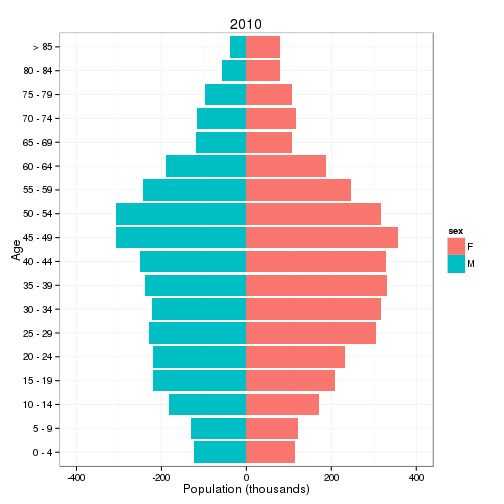 2010
> 85
80 - 84
75 - 79
70 - 74
65 - 69
60 - 64
55 - 59
50 - 54
45 - 49
40 - 44
35 - 39
30 - 34
25 - 29
20 - 24
15 - 19
10 - 14
5 - 9
0 - 4
Age
-400 -200 0 200 400
Population (thousands)
sex
F
M